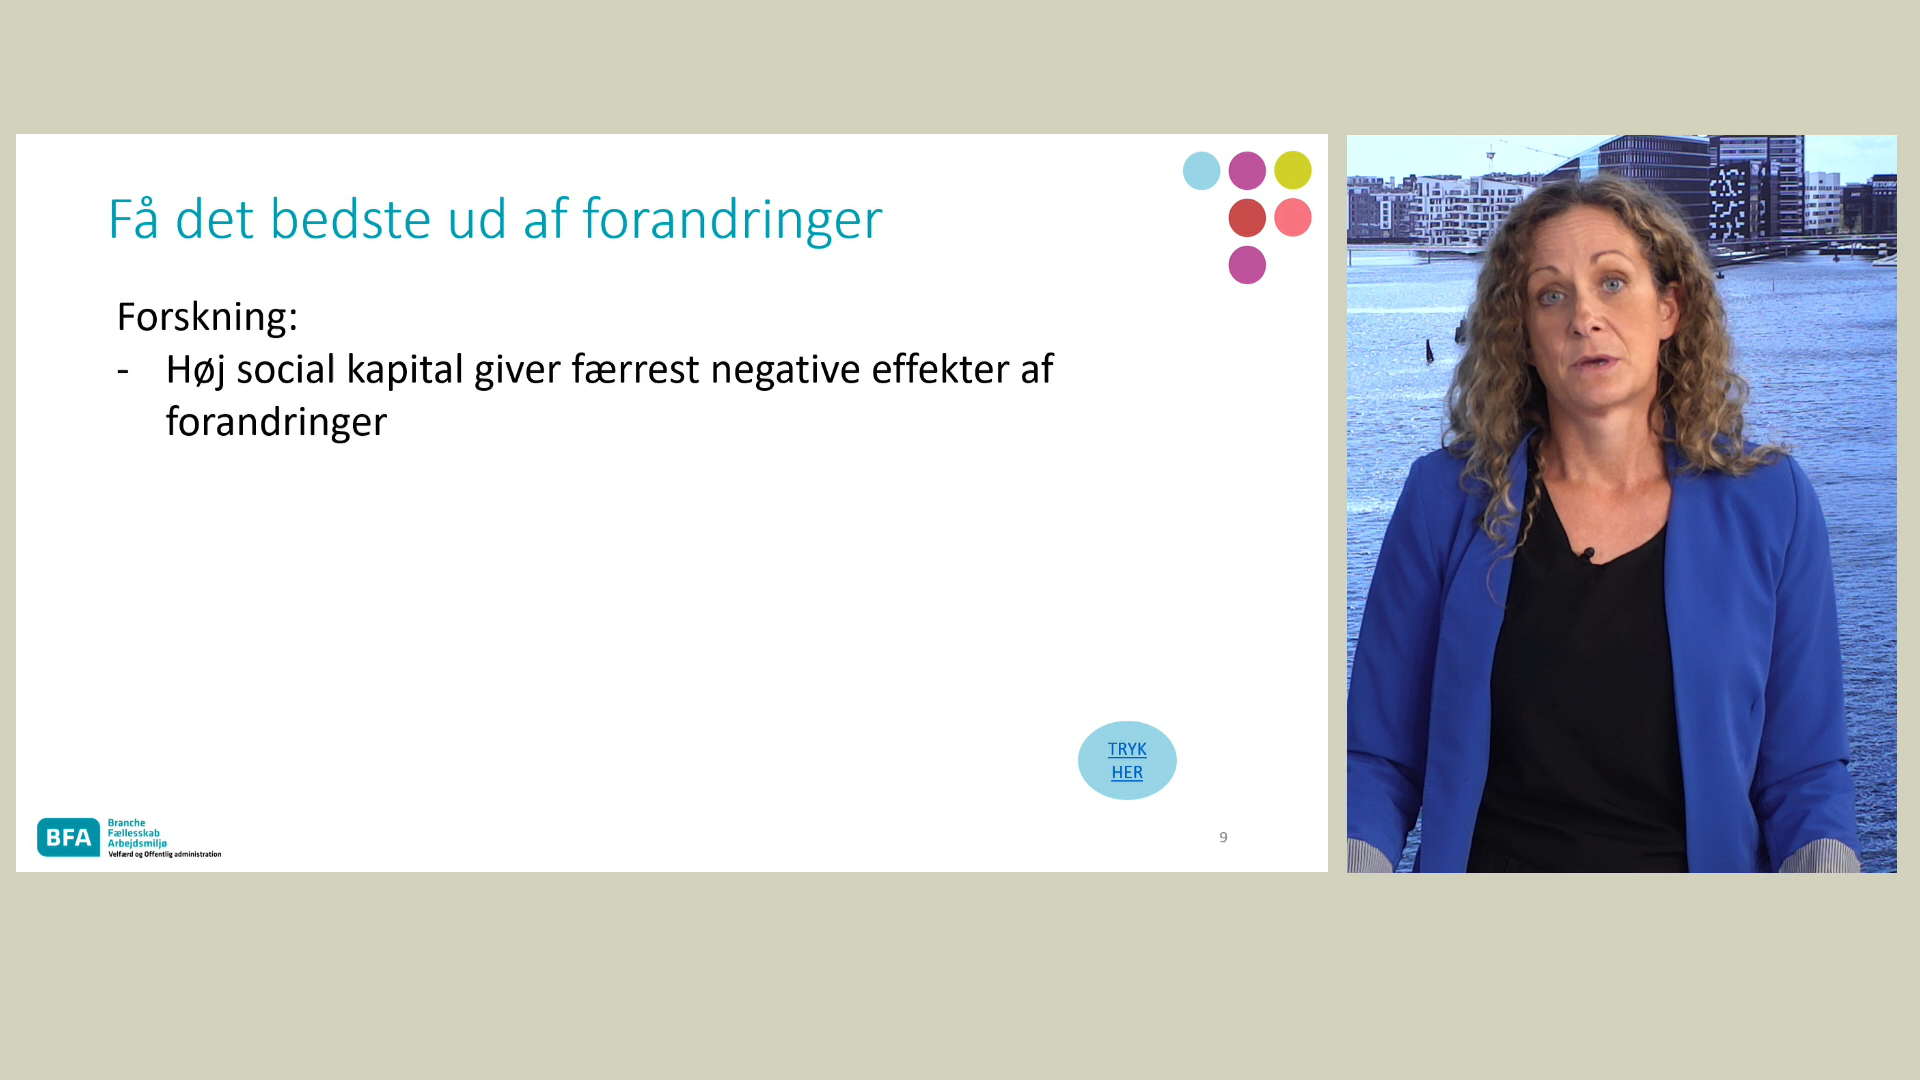 Få det bedste ud af forandringer
Forskning:
- Høj social kapital giver færrest negative effekter af
forandringer
TRYK
HER
BFA
Branche
Fællesskab
Arbejdsmiljø
Velfærd og Offentlig administration
9